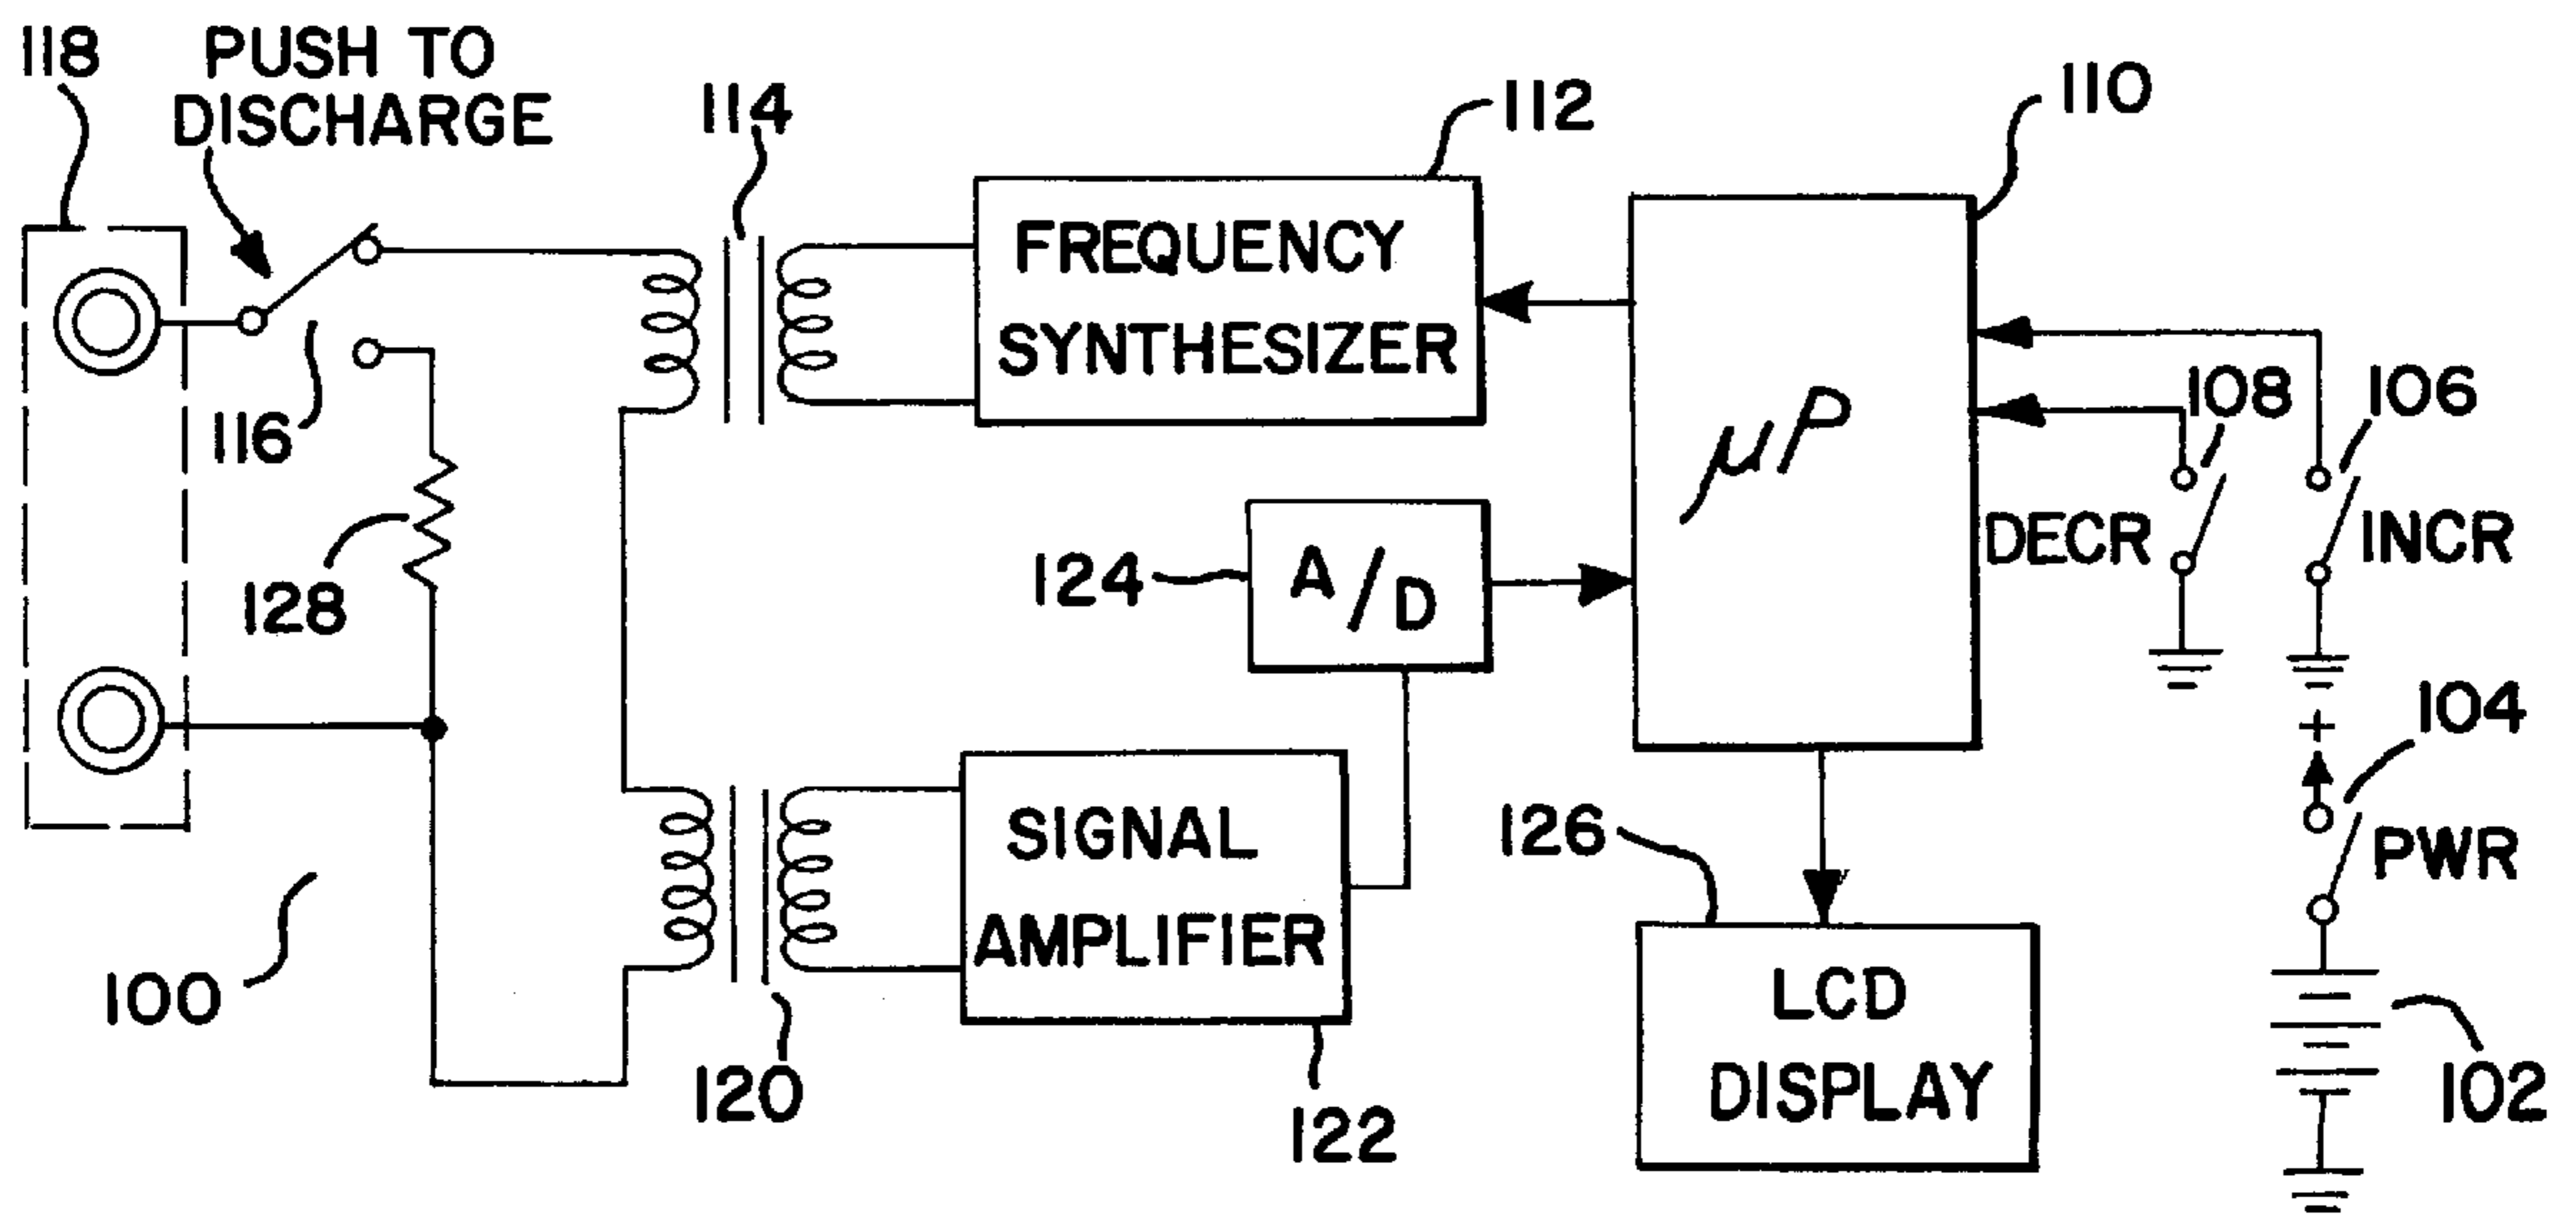 118
PUSH TO
DISCHARGE
114
112
110
FREQUENCY
SYNTHESIZER
116
μP
108
106
DECR
INCR
128
124
A/D
104
+
PWR
126
SIGNAL
AMPLIFIER
100
120
122
LCD
DISPLAY
102